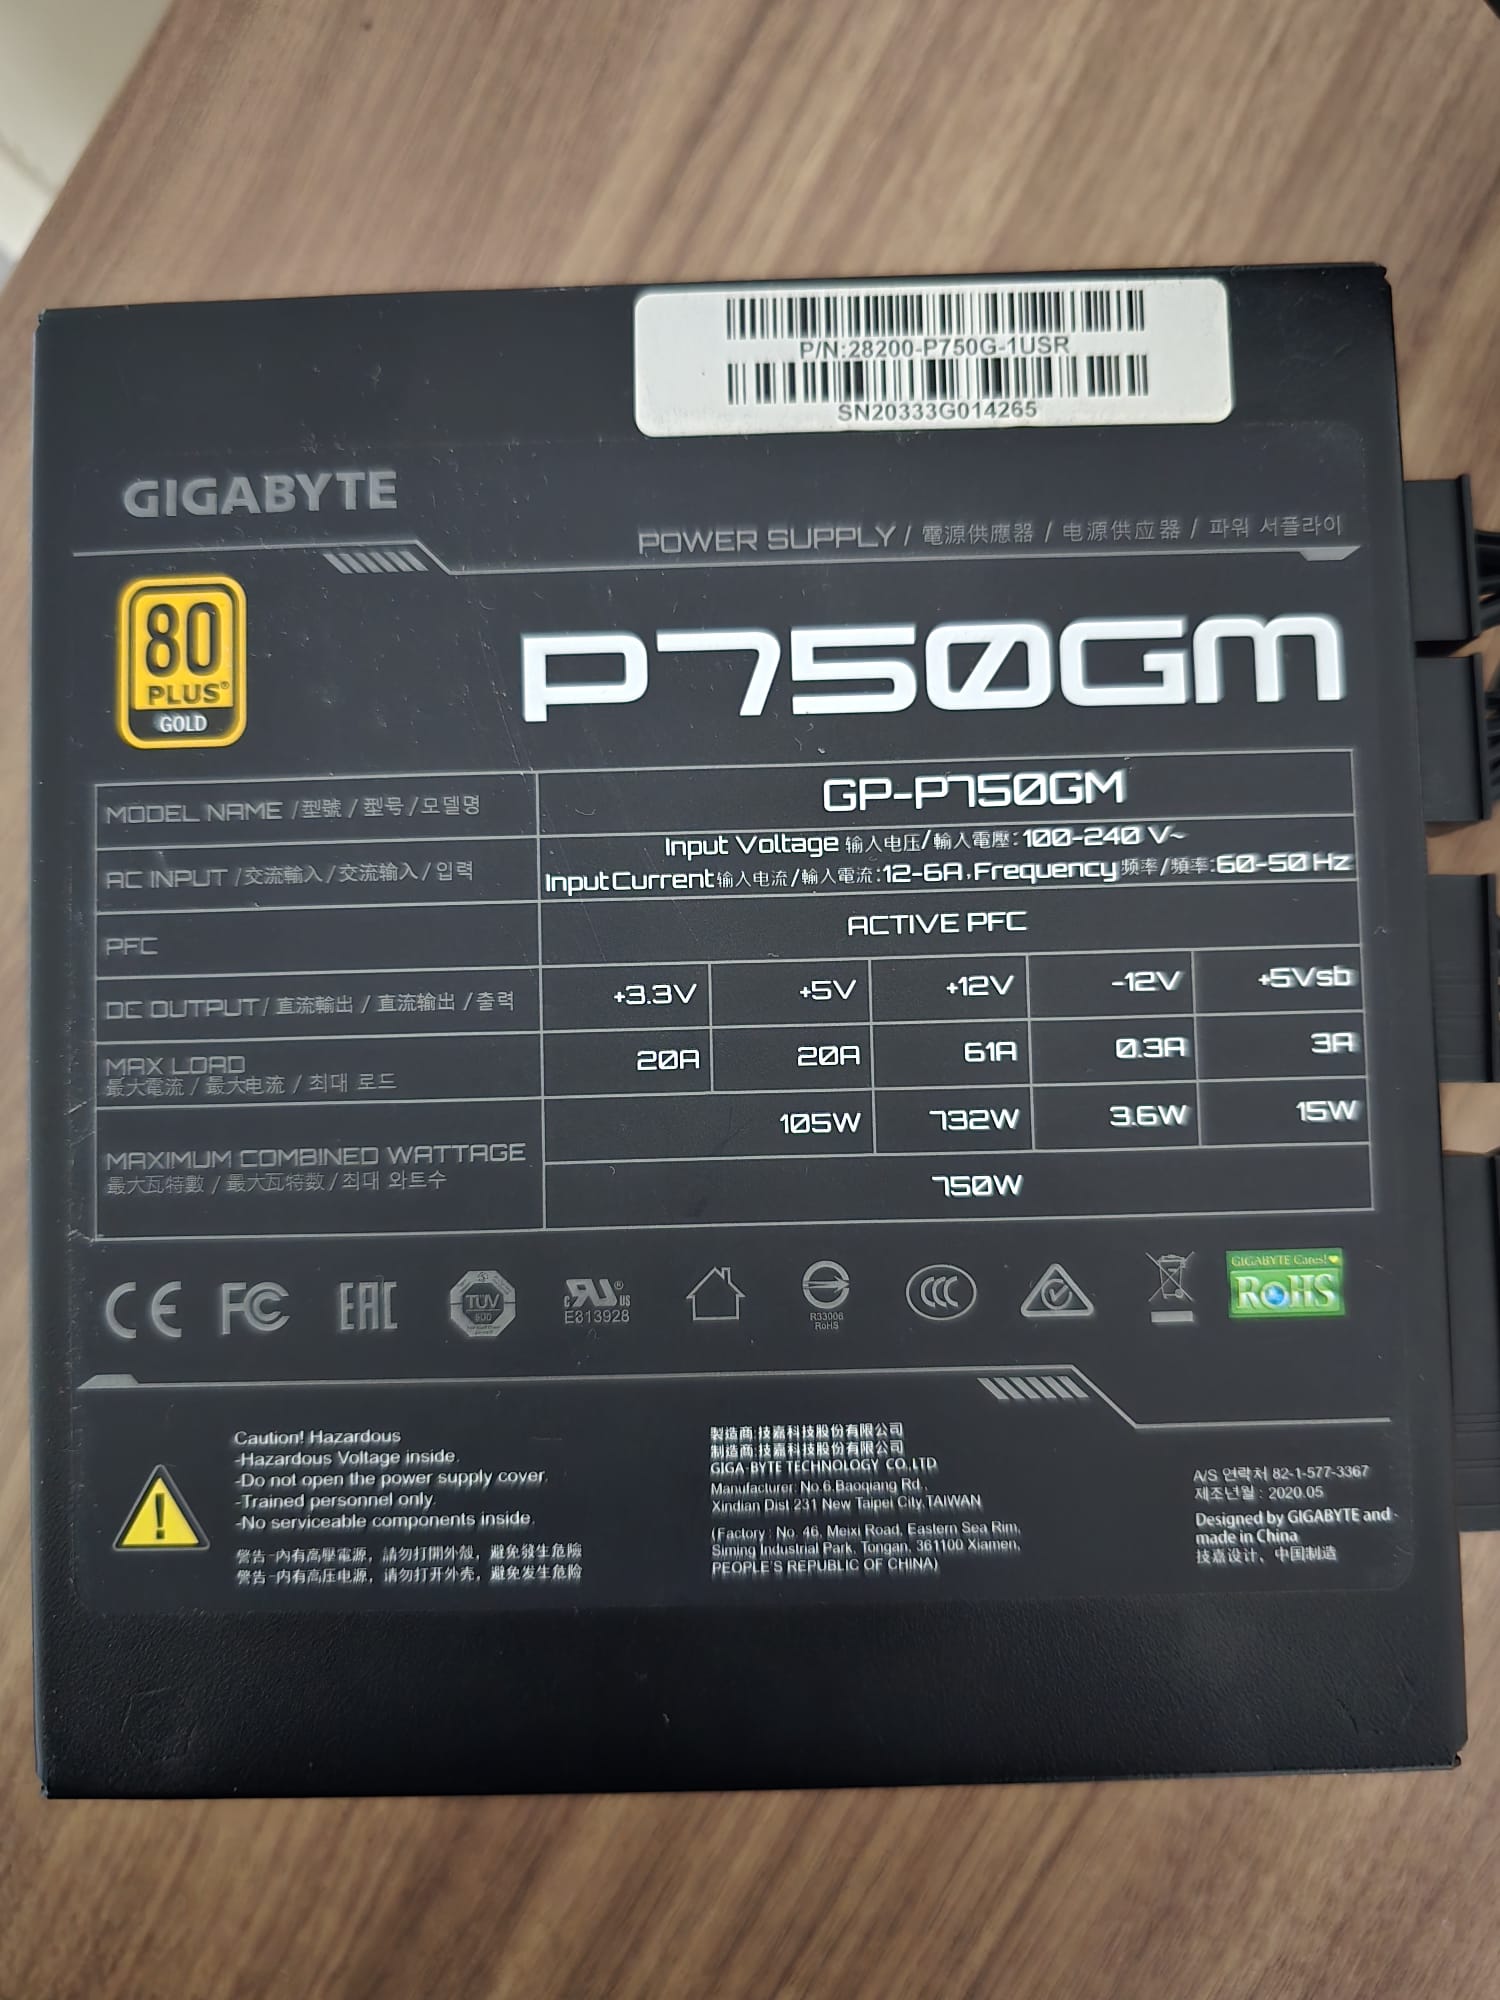 P/N:28200-P750G-1USR
SN20333G014265
GIGABYTE
POWER SUPPLY / 電源供應器 / 电源供应器 / 파워 서플라이
80
PLUS®
GOLD
P750GM
MODEL NAME / 型號 / 型号 / 모델명
GP-P750GM
AC INPUT / 交流輸入 / 交流输入 / 입력
Input Voltage 输入电压/輸入電壓: 100-240 V~
Input Current 输入电流/輸入電流: 12-6A, Frequency 频率/頻率: 60-50 Hz
PFC
ACTIVE PFC
DC OUTPUT / 直流輸出 / 直流输出 / 출력
+3.3V +5V +12V -12V +5Vsb
MAX LOAD
最大電流 / 最大电流 / 최대 로드
20A 20A 61A 0.3A 3A
MAXIMUM COMBINED WATTAGE
最大瓦特數 / 最大瓦特数 / 최대 와트수
105W 732W 3.6W 15W
750W
CE FC EAC
TÜV
SÜD
c RU ® US
E313928
R33006
RoHS
CCC
GIGABYTE Cares!
RoHS
Caution! Hazardous
-Hazardous Voltage inside.
-Do not open the power supply cover.
-Trained personnel only.
-No serviceable components inside.
警告-內有高壓電源，請勿打開外殼，避免發生危險
警告-内有高压电源，请勿打开外壳，避免发生危险
製造商:技嘉科技股份有限公司
制造商:技嘉科技股份有限公司
GIGA-BYTE TECHNOLOGY CO.,LTD.
Manufacturer: No.6.Baoqiang Rd.,
Xindian Dist 231 New Taipei City,TAIWAN
(Factory : No. 46, Meixi Road, Eastern Sea Rim,
Siming Industrial Park, Tongan, 361100 Xiamen,
PEOPLE'S REPUBLIC OF CHINA)
A/S 연락처 82-1-577-3367
제조년월 : 2020.05
Designed by GIGABYTE and
made in China
技嘉设计、中国制造